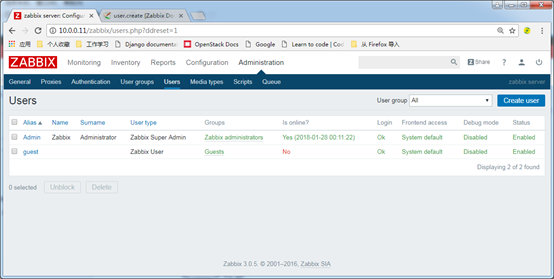 zabbix server: Configur
user.create [Zabbix Do
10.0.0.11/zabbix/users.php?ddreset=1
应用 个人收藏 工作学习 Django document OpenStack Docs Google Learn to code | Cod 从 Firefox 导入
ZABBIX Monitoring Inventory Reports Configuration Administration Share ?
General Proxies Authentication User groups Users Media types Scripts Queue zabbix server
Users User group All Create user
Alias Name Surname User type Groups Is online? Login Frontend access Debug mode Status
Admin Zabbix Administrator Zabbix Super Admin Zabbix administrators Yes (2018-01-28 00:11:22) Ok System default Disabled Enabled
guest Zabbix User Guests No Ok System default Disabled Enabled
Displaying 2 of 2 found
0 selected Unblock Delete
Zabbix 3.0.5. © 2001–2016, Zabbix SIA